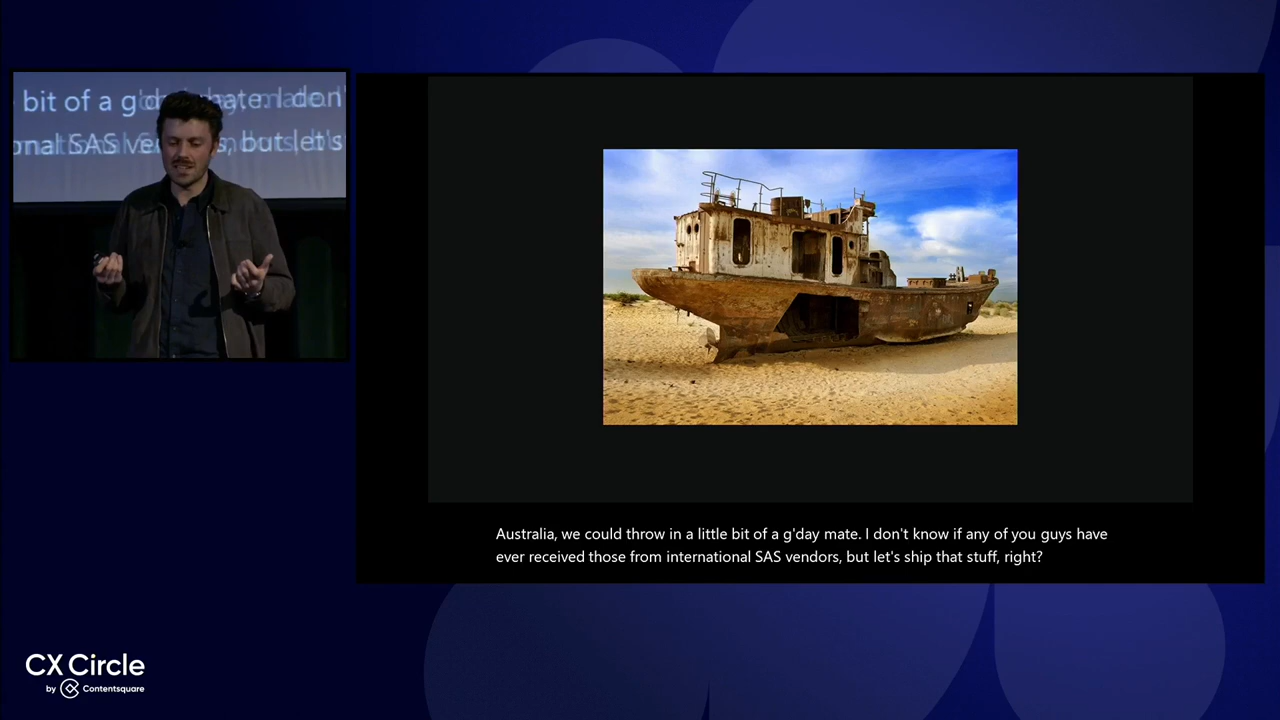 bit of a g'day mate. I don'
onal SAS ve s, but let's
Australia, we could throw in a little bit of a g'day mate. I don't know if any of you guys have
ever received those from international SAS vendors, but let's ship that stuff, right?
CX Circle
by Contentsquare